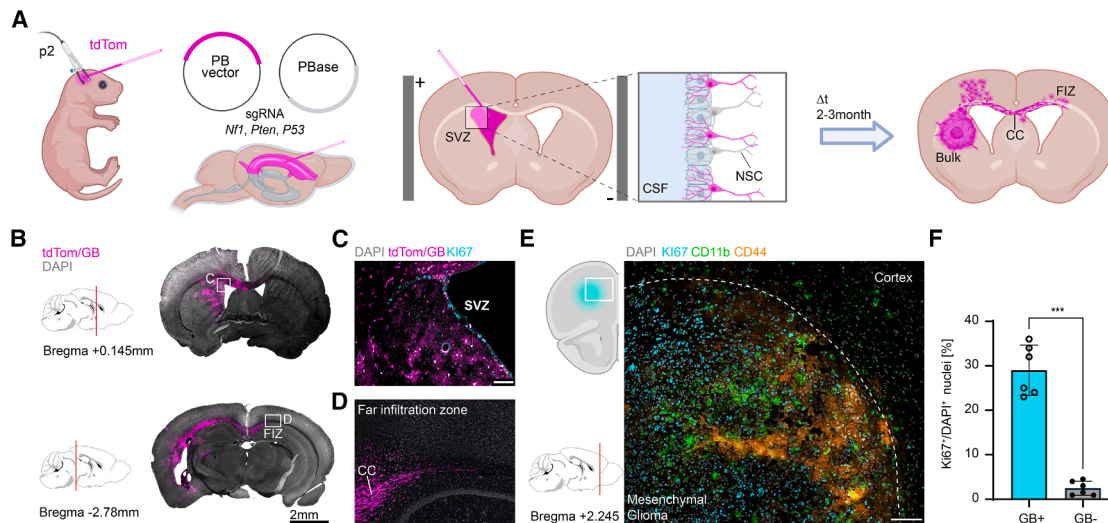 A
p2
tdTom
PB
vector
PBase
sgRNA
Nf1, Pten, P53
+
SVZ
-
CSF
NSC
Δt
2-3month
FIZ
CC
Bulk
B
tdTom/GB
DAPI
C
Bregma +0.145mm
D
FIZ
Bregma -2.78mm
2mm
C
DAPI tdTom/GB KI67
SVZ
D
Far infiltration zone
CC
E
DAPI KI67 CD11b CD44
Cortex
Mesenchymal
Glioma
Bregma +2.245
F
***
Ki67+/DAPI+ nuclei [%]
40
30
20
10
0
GB+
GB-